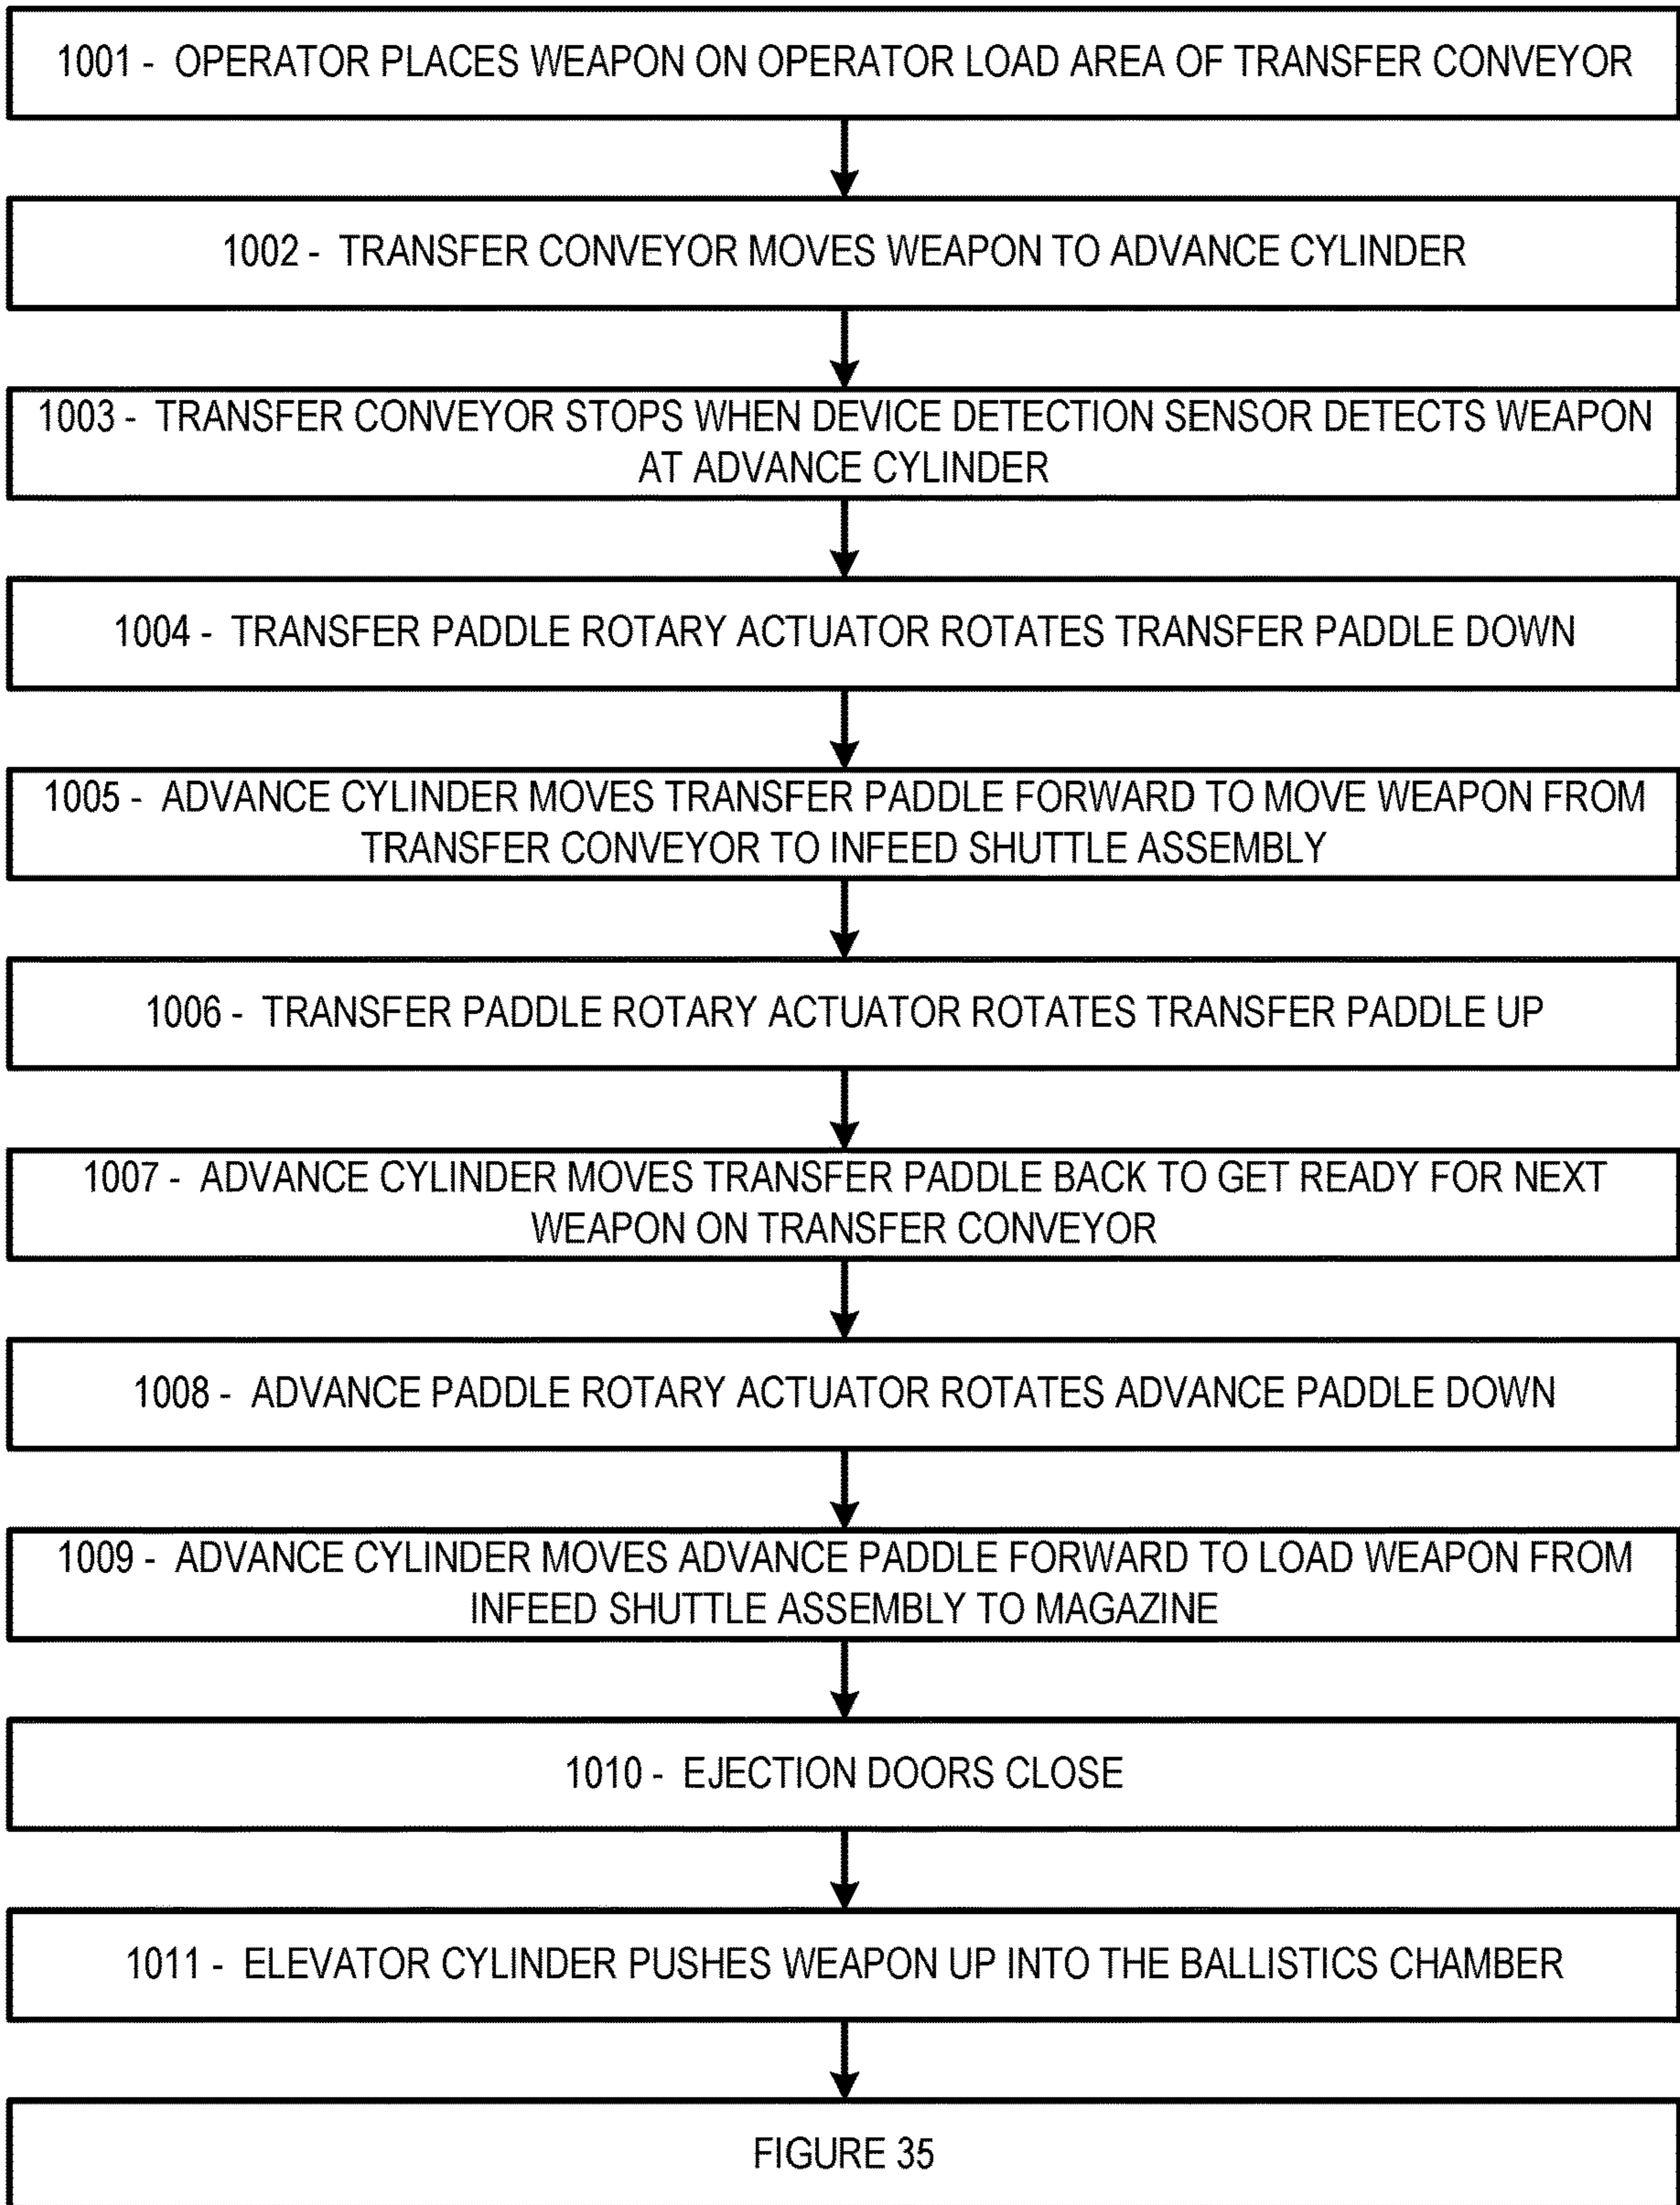 1001 - OPERATOR PLACES WEAPON ON OPERATOR LOAD AREA OF TRANSFER CONVEYOR
1002 - TRANSFER CONVEYOR MOVES WEAPON TO ADVANCE CYLINDER
1003 - TRANSFER CONVEYOR STOPS WHEN DEVICE DETECTION SENSOR DETECTS WEAPON
AT ADVANCE CYLINDER
1004 - TRANSFER PADDLE ROTARY ACTUATOR ROTATES TRANSFER PADDLE DOWN
1005 - ADVANCE CYLINDER MOVES TRANSFER PADDLE FORWARD TO MOVE WEAPON FROM
TRANSFER CONVEYOR TO INFEED SHUTTLE ASSEMBLY
1006 - TRANSFER PADDLE ROTARY ACTUATOR ROTATES TRANSFER PADDLE UP
1007 - ADVANCE CYLINDER MOVES TRANSFER PADDLE BACK TO GET READY FOR NEXT
WEAPON ON TRANSFER CONVEYOR
1008 - ADVANCE PADDLE ROTARY ACTUATOR ROTATES ADVANCE PADDLE DOWN
1009 - ADVANCE CYLINDER MOVES ADVANCE PADDLE FORWARD TO LOAD WEAPON FROM
INFEED SHUTTLE ASSEMBLY TO MAGAZINE
1010 - EJECTION DOORS CLOSE
1011 - ELEVATOR CYLINDER PUSHES WEAPON UP INTO THE BALLISTICS CHAMBER
FIGURE 35